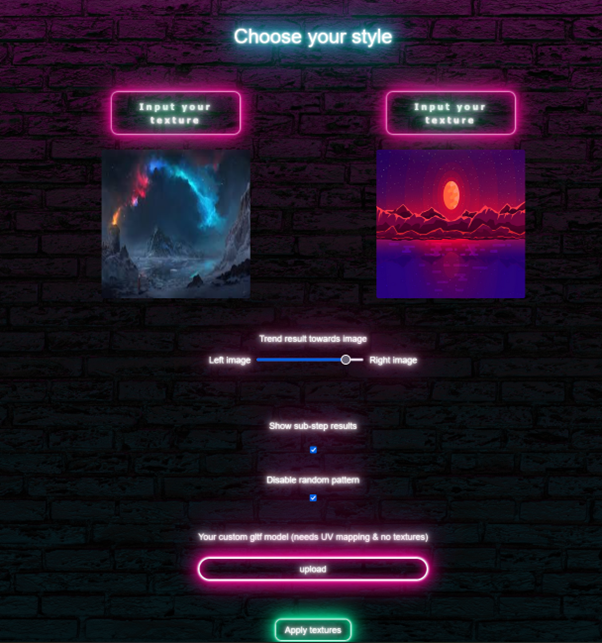 Choose your style
Input your
texture
Input your
texture
Trend result towards image
Left image
Right image
Show sub-step results
Disable random pattern
Your custom gltf model (needs UV mapping & no textures)
upload
Apply textures